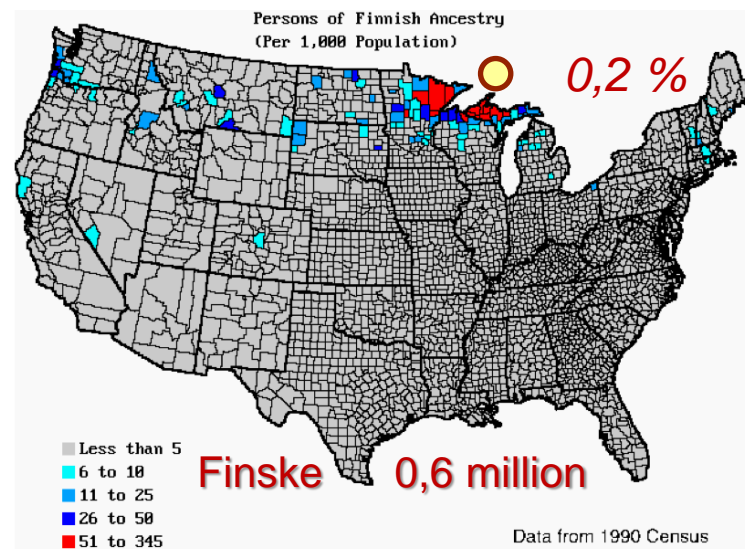 Persons of Finnish Ancestry
(Per 1,000 Population)
0,2 %
Less than 5
6 to 10
11 to 25
26 to 50
51 to 345
Finske 0,6 million
Data from 1990 Census